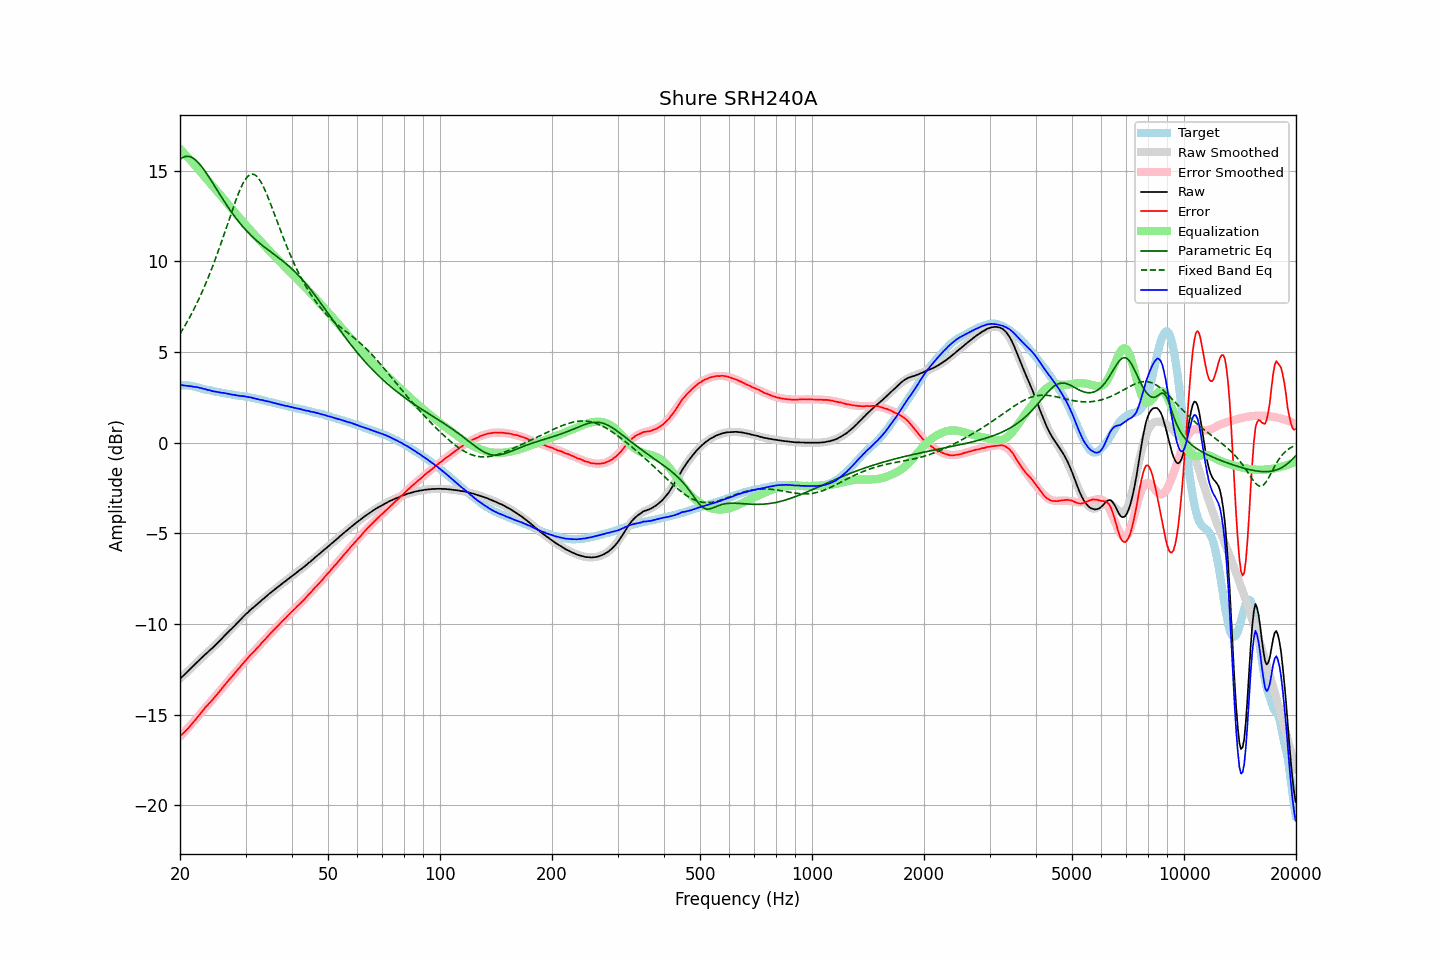 Shure SRH240A
Target
Raw Smoothed
Error Smoothed
Raw
Error
Equalization
Parametric Eq
Fixed Band Eq
Equalized
Amplitude (dBr)
15
10
5
0
−5
−10
−15
−20
20
50
100
200
500
1000
2000
5000
10000
20000
Frequency (Hz)